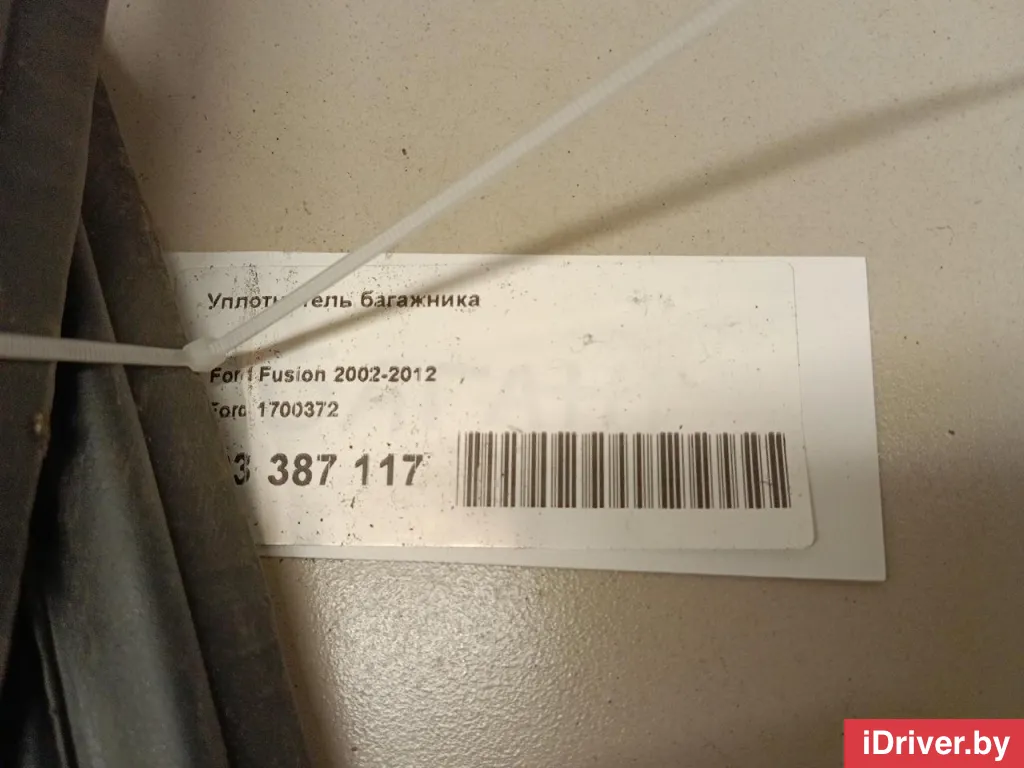 Уплотнитель багажника
Ford Fusion 2002-2012
Ford 1700372
387 117
iDriver.by